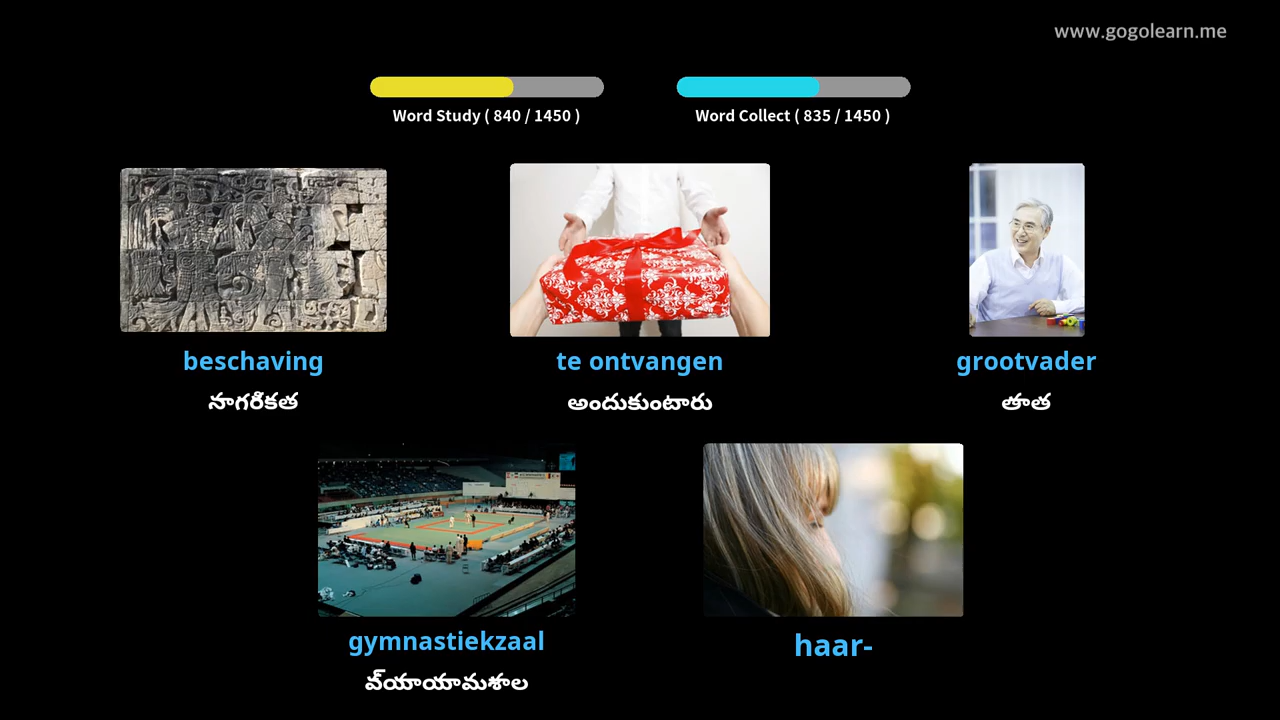 www.gogolearn.me
Word Study ( 840 / 1450 )
Word Collect ( 835 / 1450 )
beschaving
te ontvangen
grootvader
నాగరికత
అందుకుంటారు
తాత
gymnastiekzaal
haar-
వ్యాయామశాల